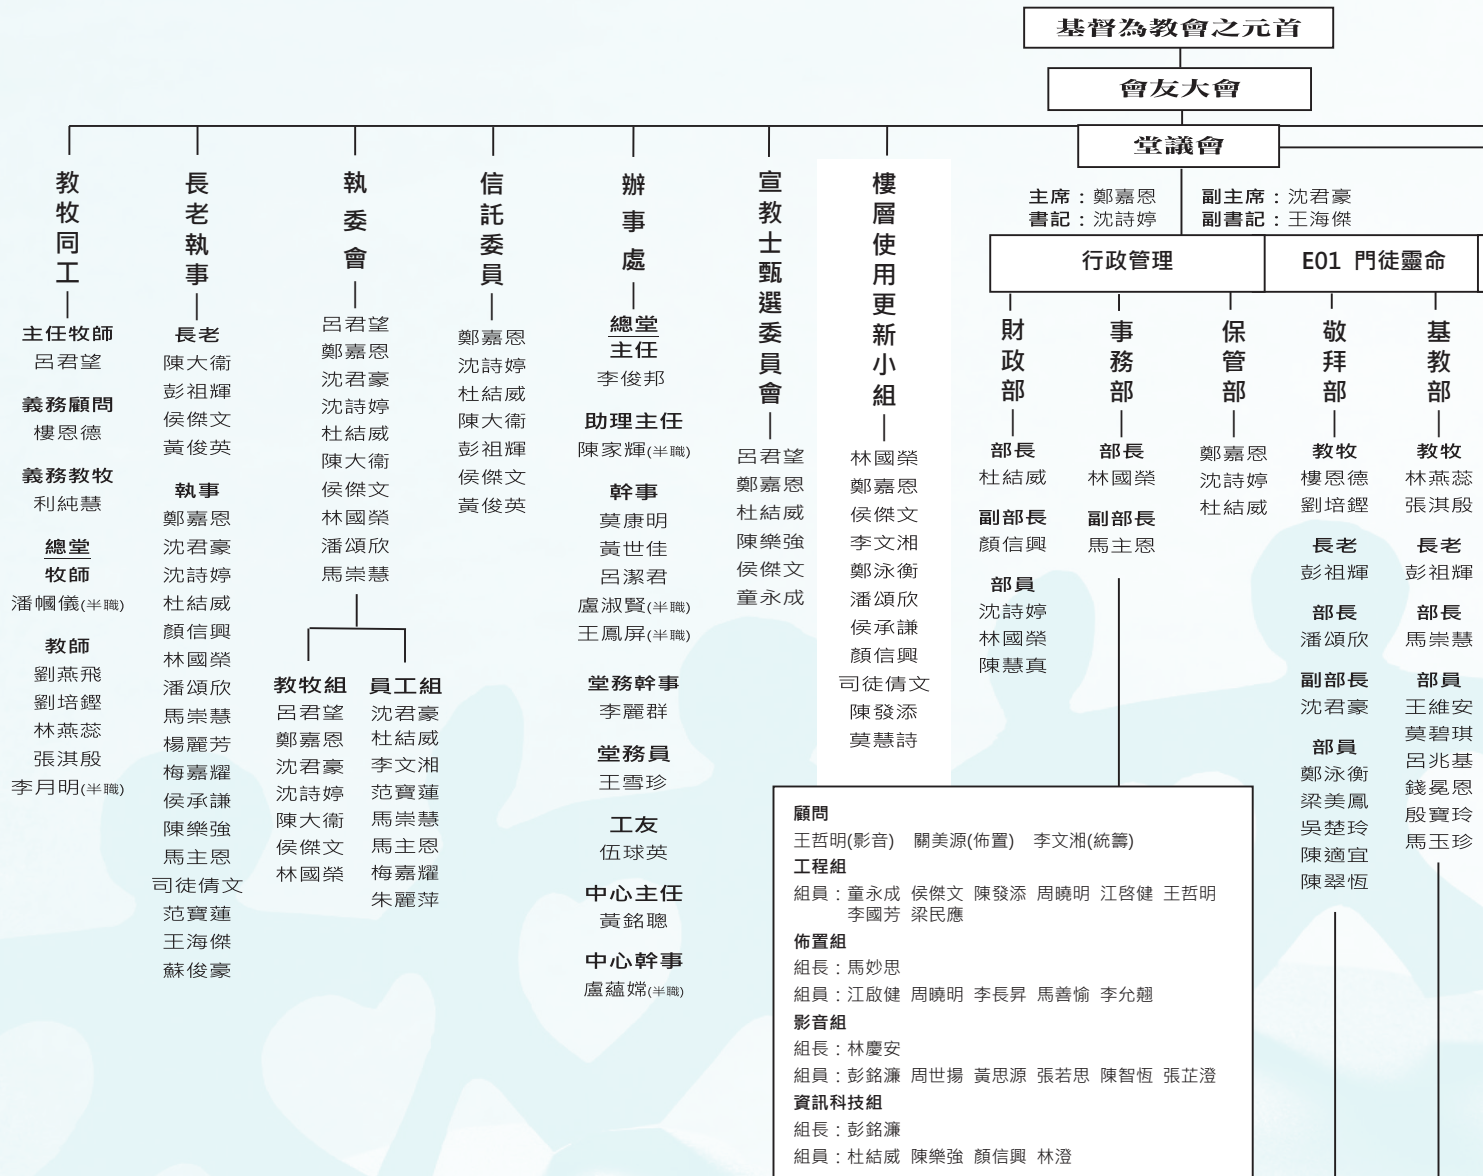 基督為教會之元首
會友大會
堂議會
主席：鄭嘉恩
副主席：沈君豪
書記：沈詩婷
副書記：王海傑
教牧同工
主任牧師
呂君望
義務顧問
樓恩德
義務教牧
利純慧
總堂
牧師
潘幗儀(半職)
教師
劉燕飛
劉培鏗
林燕蕊
張淇殷
李月明(半職)
長老執事
長老
陳大衞
彭祖輝
侯傑文
黃俊英
執事
鄭嘉恩
沈君豪
沈詩婷
杜結威
顏信興
林國榮
潘頌欣
馬崇慧
楊麗芳
梅嘉耀
侯承謙
陳樂強
馬主恩
司徒倩文
范寶蓮
王海傑
蘇俊豪
執委會
呂君望
鄭嘉恩
沈君豪
沈詩婷
杜結威
陳大衞
侯傑文
林國榮
潘頌欣
馬崇慧
教牧組
呂君望
鄭嘉恩
沈君豪
沈詩婷
陳大衞
侯傑文
林國榮
員工組
沈君豪
杜結威
李文湘
范寶蓮
馬崇慧
馬主恩
梅嘉耀
朱麗萍
信託委員
鄭嘉恩
沈詩婷
杜結威
陳大衞
彭祖輝
侯傑文
黃俊英
辦事處
總堂
主任
李俊邦
助理主任
陳家輝(半職)
幹事
莫康明
黃世佳
呂潔君
盧淑賢(半職)
王鳳屏(半職)
堂務幹事
李麗群
堂務員
王雪珍
工友
伍球英
中心主任
黃銘聰
中心幹事
盧蘊嫦(半職)
宣教士甄選委員會
呂君望
鄭嘉恩
杜結威
陳樂強
侯傑文
童永成
樓層使用更新小組
林國榮
鄭嘉恩
侯傑文
李文湘
鄭泳衡
潘頌欣
侯承謙
顏信興
司徒倩文
陳發添
莫慧詩
行政管理
財政部
部長
杜結威
副部長
顏信興
部員
沈詩婷
林國榮
陳慧真
事務部
部長
林國榮
副部長
馬主恩
保管部
鄭嘉恩
沈詩婷
杜結威
E01 門徒靈命
敬拜部
教牧
樓恩德
劉培鏗
長老
彭祖輝
部長
潘頌欣
副部長
沈君豪
部員
鄭泳衡
梁美鳳
吳楚玲
陳適宜
陳翠恆
基教部
教牧
林燕蕊
張淇殷
長老
彭祖輝
部長
馬崇慧
部員
王維安
莫碧琪
呂兆基
錢冕恩
殷寶玲
馬玉珍
顧問
王哲明(影音) 關美源(佈置) 李文湘(統籌)
工程組
組員：童永成 侯傑文 陳發添 周曉明 江啓健 王哲明
李國芳 梁民應
佈置組
組長：馬妙思
組員：江啟健 周曉明 李長昇 馬善愉 李允翹
影音組
組長：林慶安
組員：彭銘濂 周世揚 黃思源 張若思 陳智恆 張芷澄
資訊科技組
組長：彭銘濂
組員：杜結威 陳樂強 顏信興 林澄